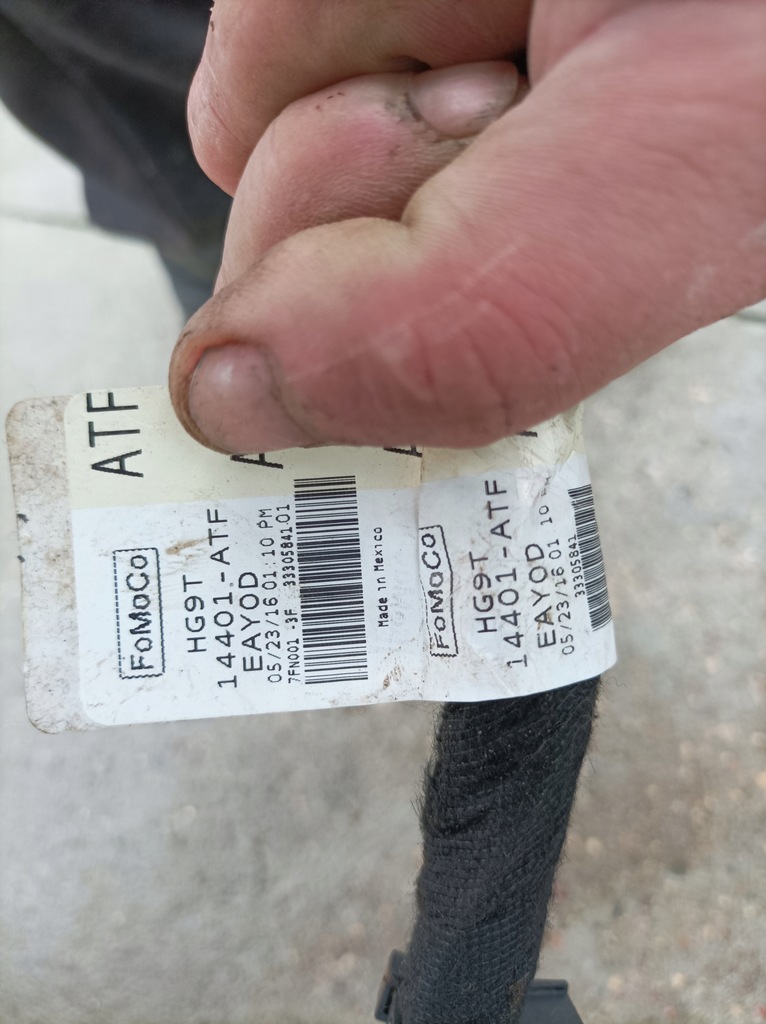 ATF
FoMoCo
HG9T
14401-ATF
EAYOD
05/23/16 01:10 PM
7FN001 -3F 33305841.01
Made in Mexico
FoMoCo
HG9T
14401-ATF
EAYOD
05/23/16 01 10
33305841